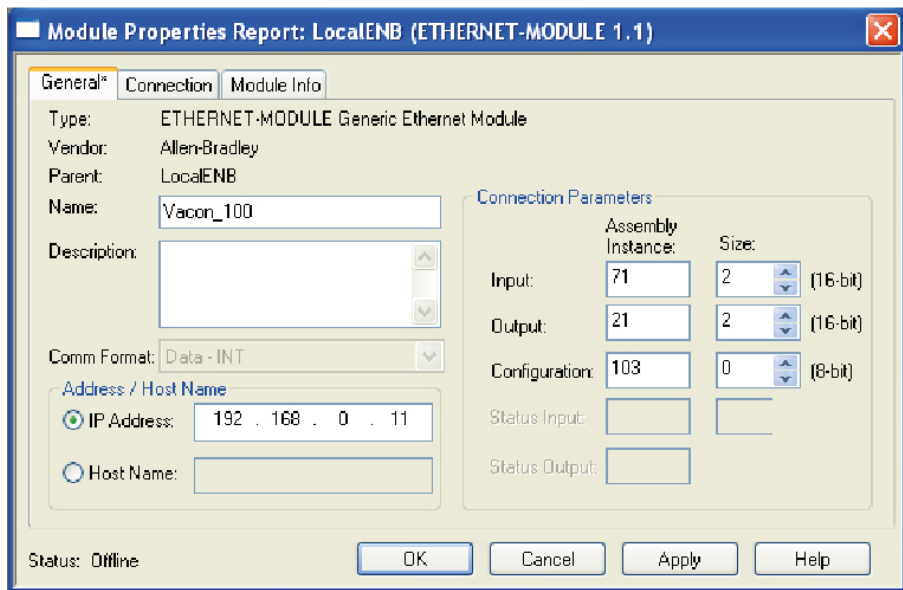 Module Properties Report: LocalENB (ETHERNET-MODULE 1.1)
General* Connection Module Info
Type: ETHERNET-MODULE Generic Ethernet Module
Vendor: Allen-Bradley
Parent: LocalENB
Name: Vacon_100
Description:
Comm Format: Data - INT
Address / Host Name
IP Address: 192 . 168 . 0 . 11
Host Name:
Connection Parameters
Assembly
Instance: Size:
Input: 71 2 (16-bit)
Output: 21 2 (16-bit)
Configuration: 103 0 (8-bit)
Status Input:
Status Output:
Status: Offline OK Cancel Apply Help